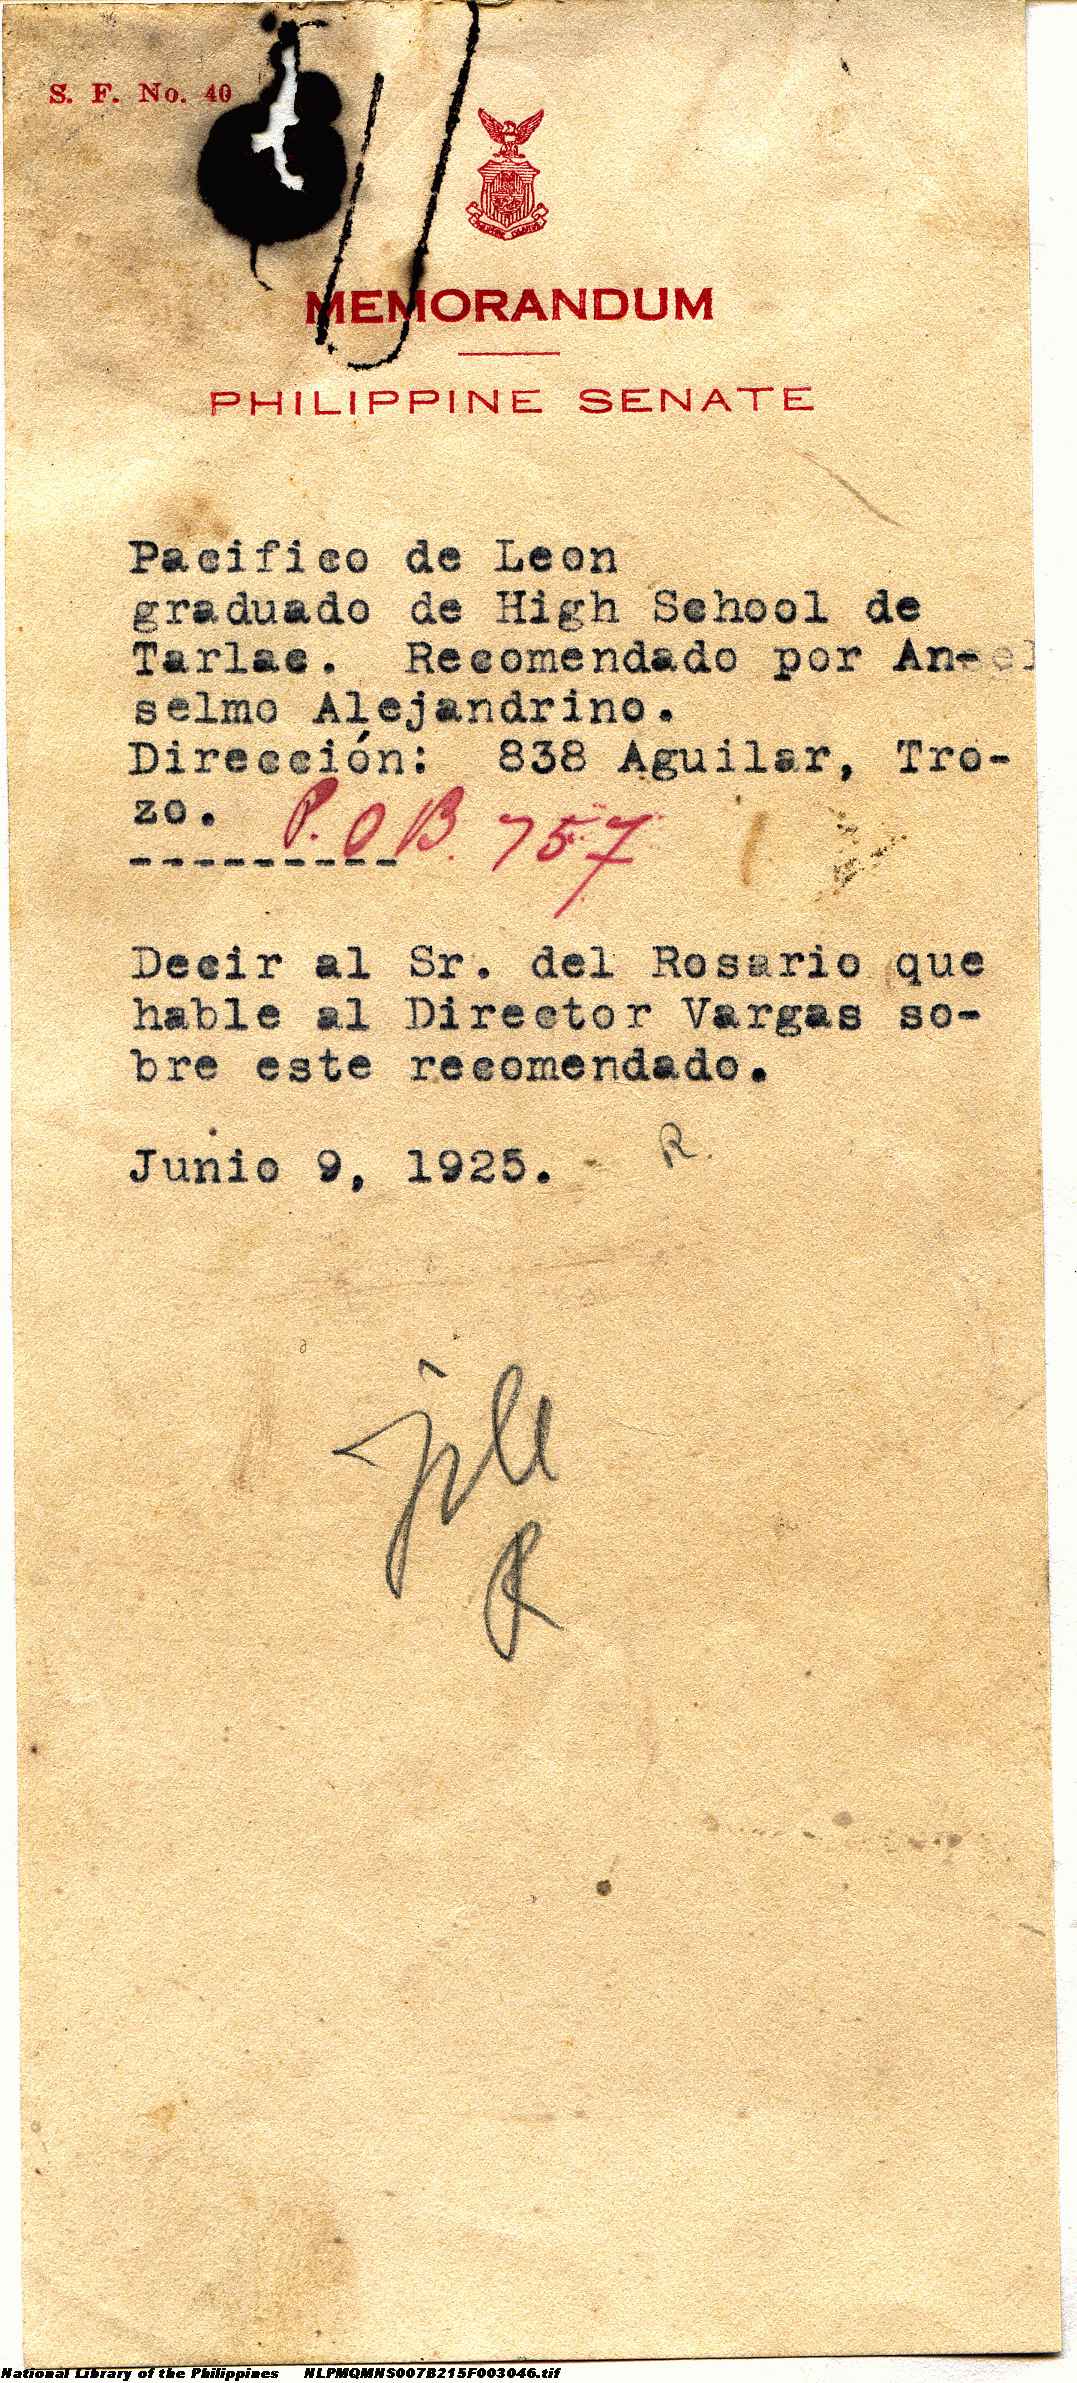 S. F. No. 40
MEMORANDUM
PHILIPPINE SENATE
Pacifico de Leon
graduado de High School de
Tarlac.  Recomendado por An-
selmo Alejandrino.
Dirección:  838 Aguilar, Tro-
zo.
P.O B. 757
---------
Decir al Sr. del Rosario que
hable al Director Vargas so-
bre este recomendado.
Junio 9, 1925.
R.
file
R
National Library of the Philippines NLPMQMNS007B215F003046.tif